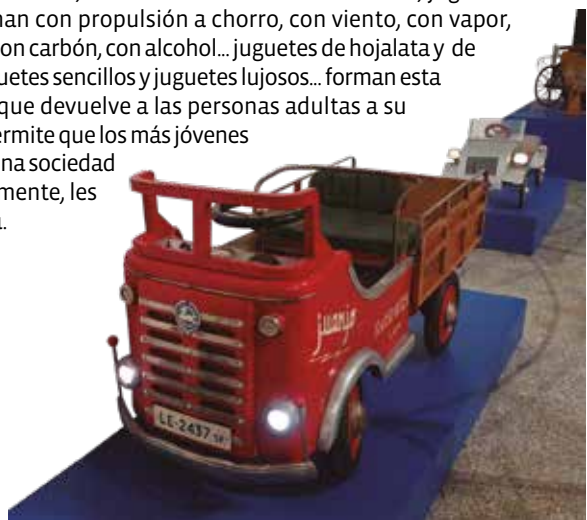 nan con propulsión a chorro, con viento, con vapor,
on carbón, con alcohol... juguetes de hojalata y de
uetes sencillos y juguetes lujosos... forman esta
que devuelve a las personas adultas a su
ermite que los más jóvenes
na sociedad
mente, les
juanjo
LE-2437